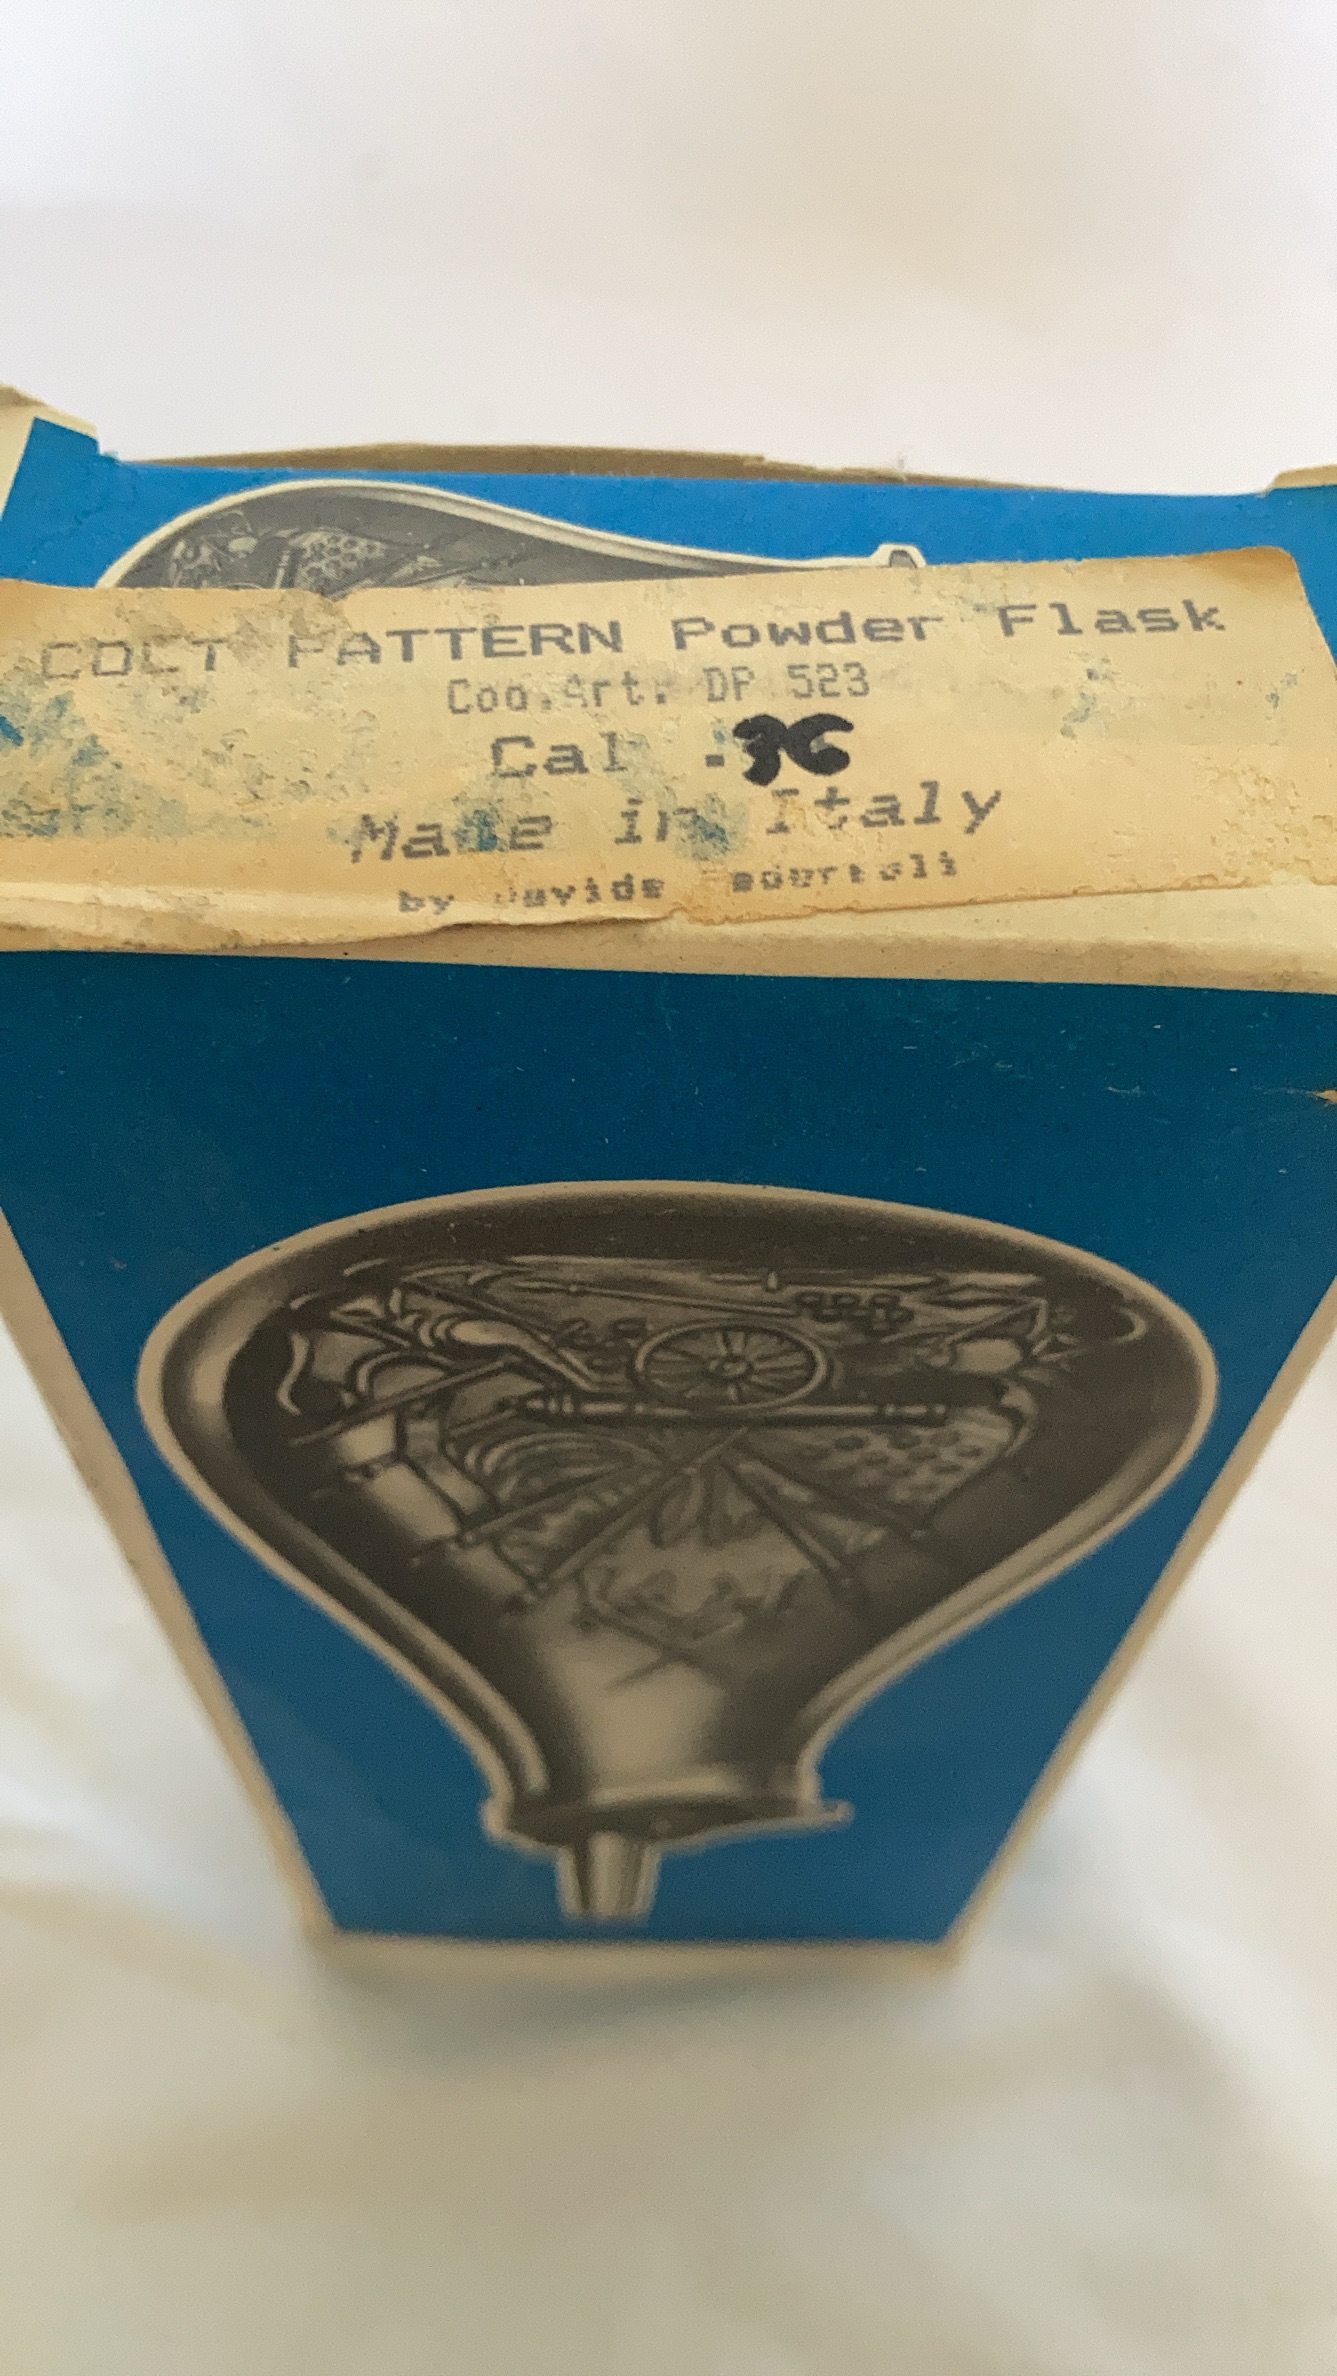 COLT PATTERN Powder Flask
Cod.Art. DP 523
Cal .36
Made in Italy
by Davide Pedersoli